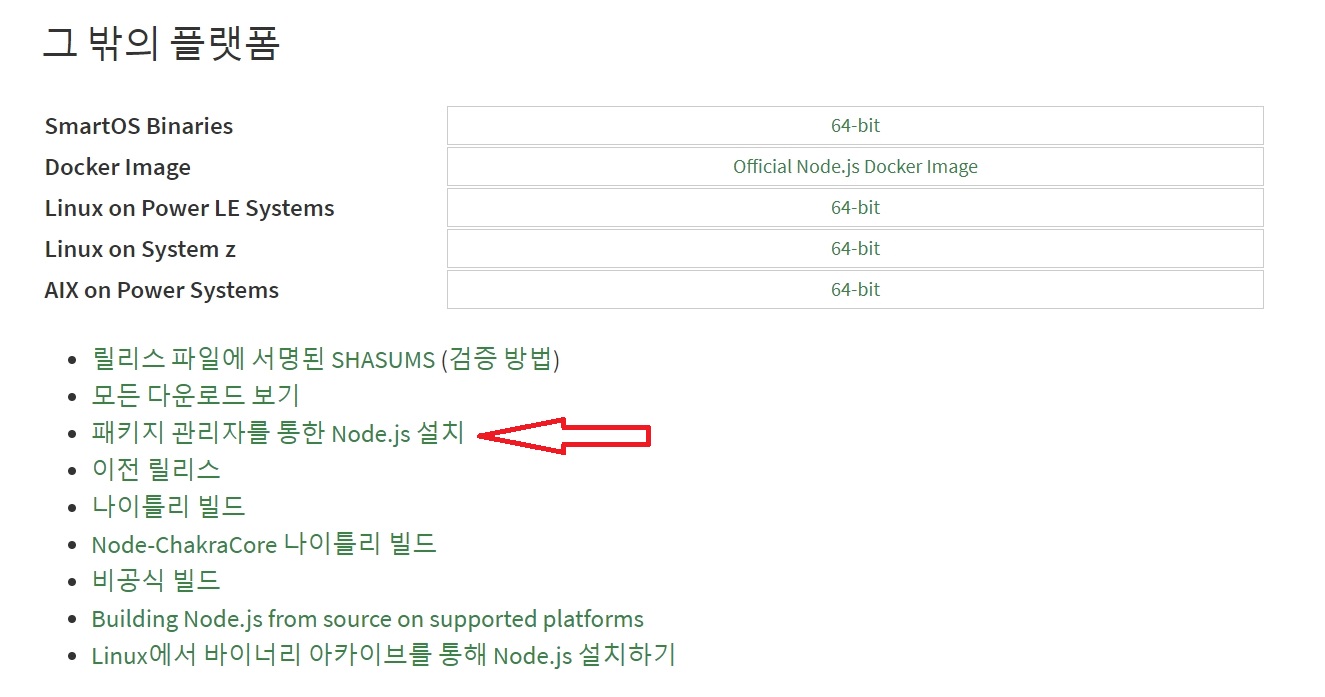 그 밖의 플랫폼
SmartOS Binaries 64-bit
Docker Image Official Node.js Docker Image
Linux on Power LE Systems 64-bit
Linux on System z 64-bit
AIX on Power Systems 64-bit
릴리스 파일에 서명된 SHASUMS (검증 방법)
모든 다운로드 보기
패키지 관리자를 통한 Node.js 설치
이전 릴리스
나이틀리 빌드
Node-ChakraCore 나이틀리 빌드
비공식 빌드
Building Node.js from source on supported platforms
Linux에서 바이너리 아카이브를 통해 Node.js 설치하기